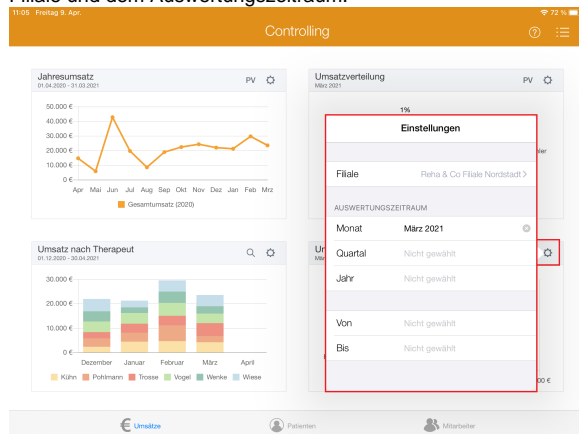 Filiale und dem Auswertungszeitraum.
11:05 Freitag 9. Apr.
72 %
Controlling
Jahresumsatz
01.04.2020 - 31.03.2021
PV
50.000 €
40.000 €
30.000 €
20.000 €
10.000 €
0 €
Apr Mai Jun Jul Aug Sep Okt Nov Dez Jan Feb Mrz
Gesamtumsatz (2020)
Umsatzverteilung
März 2021
PV
1%
Einstellungen
Filiale
Reha & Co Filiale Nordstadt
AUSWERTUNGSZEITRAUM
Monat
März 2021
Quartal
Nicht gewählt
Jahr
Nicht gewählt
Von
Nicht gewählt
Bis
Nicht gewählt
Umsatz nach Therapeut
01.12.2020 - 30.04.2021
30.000 €
20.000 €
10.000 €
0 €
Dezember Januar Februar März April
Kühn Pohlmann Trosse Vogel Wenke Wiese
Umsätze
Patienten
Mitarbeiter